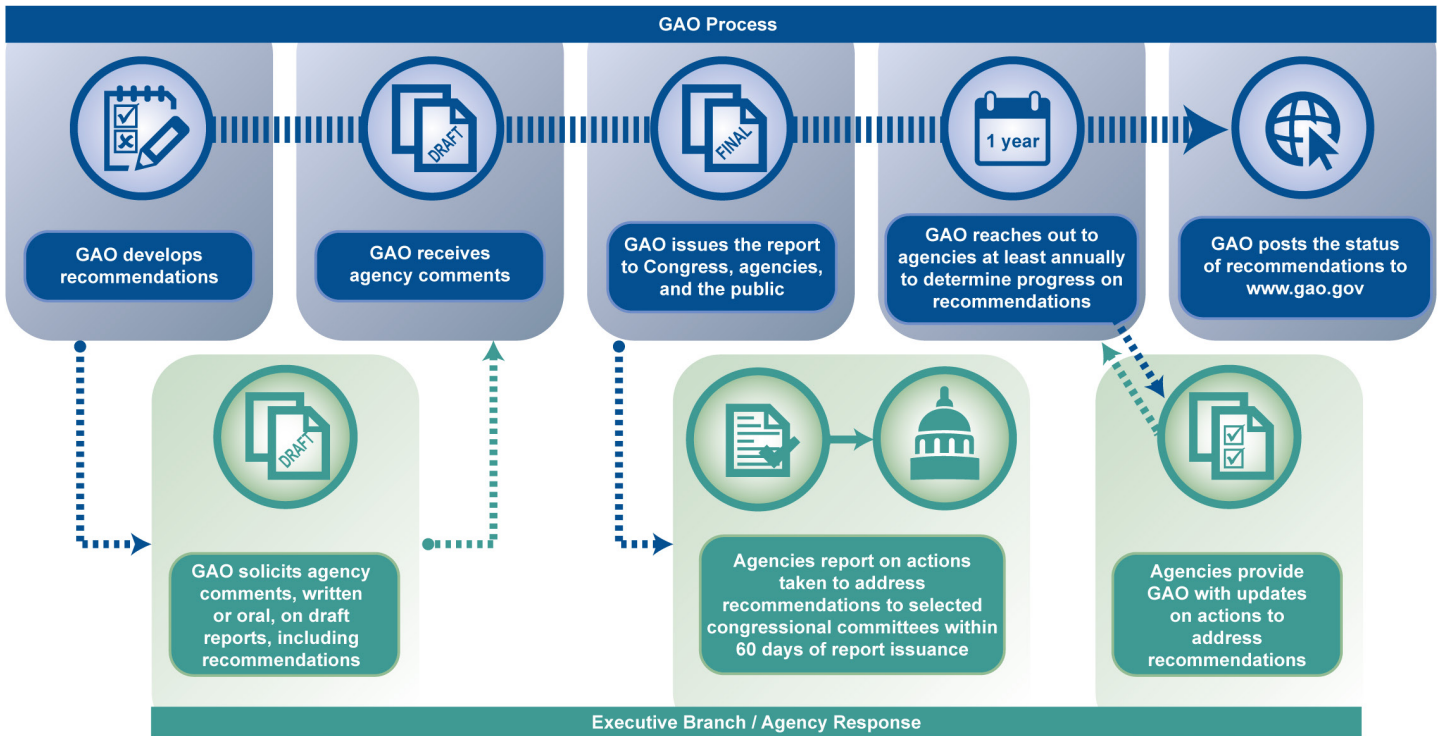 GAO Process
DRAFT
FINAL
1 year
GAO develops
recommendations
GAO receives
agency comments
GAO issues the report
to Congress, agencies,
and the public
GAO reaches out to
agencies at least annually
to determine progress on
recommendations
GAO posts the status
of recommendations to
www.gao.gov
DRAFT
GAO solicits agency
comments, written
or oral, on draft
reports, including
recommendations
Agencies report on actions
taken to address
recommendations to selected
congressional committees within
60 days of report issuance
Agencies provide
GAO with updates
on actions to
address
recommendations
Executive Branch / Agency Response